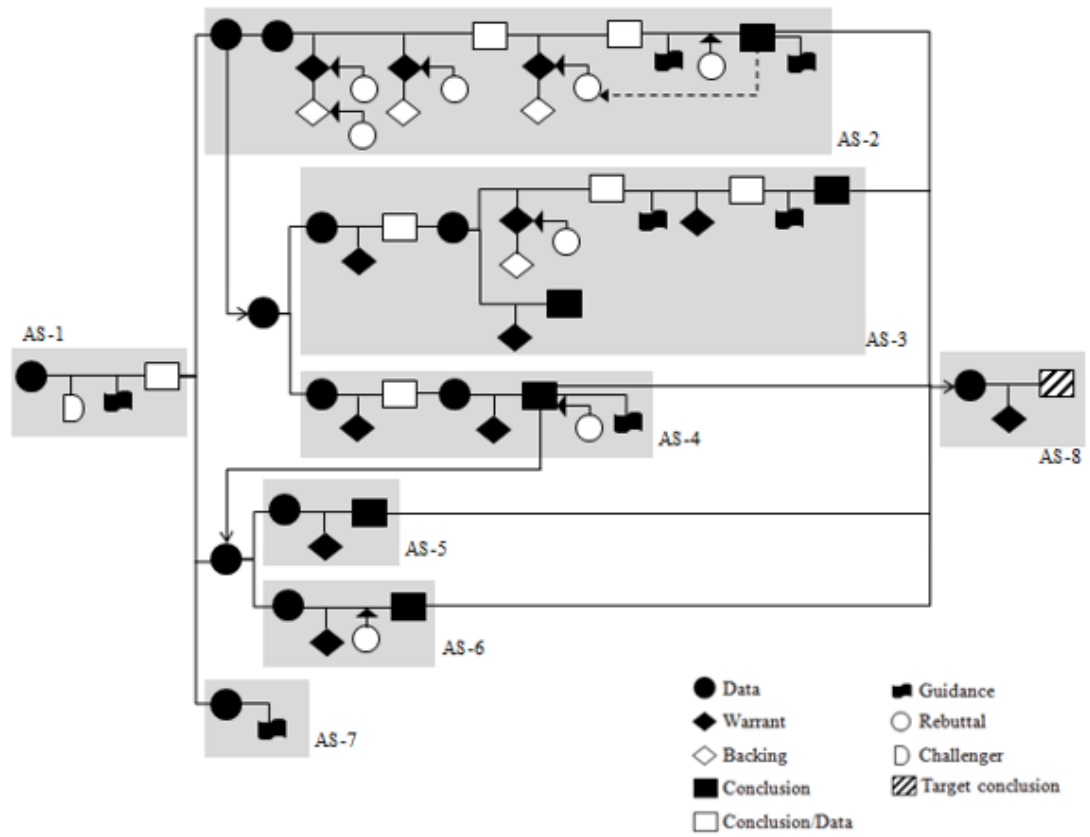 AS-2
AS-3
AS-1
AS-4
AS-8
AS-5
AS-6
AS-7
Data
Guidance
Warrant
Rebuttal
Backing
Challenger
Conclusion
Target conclusion
Conclusion/Data